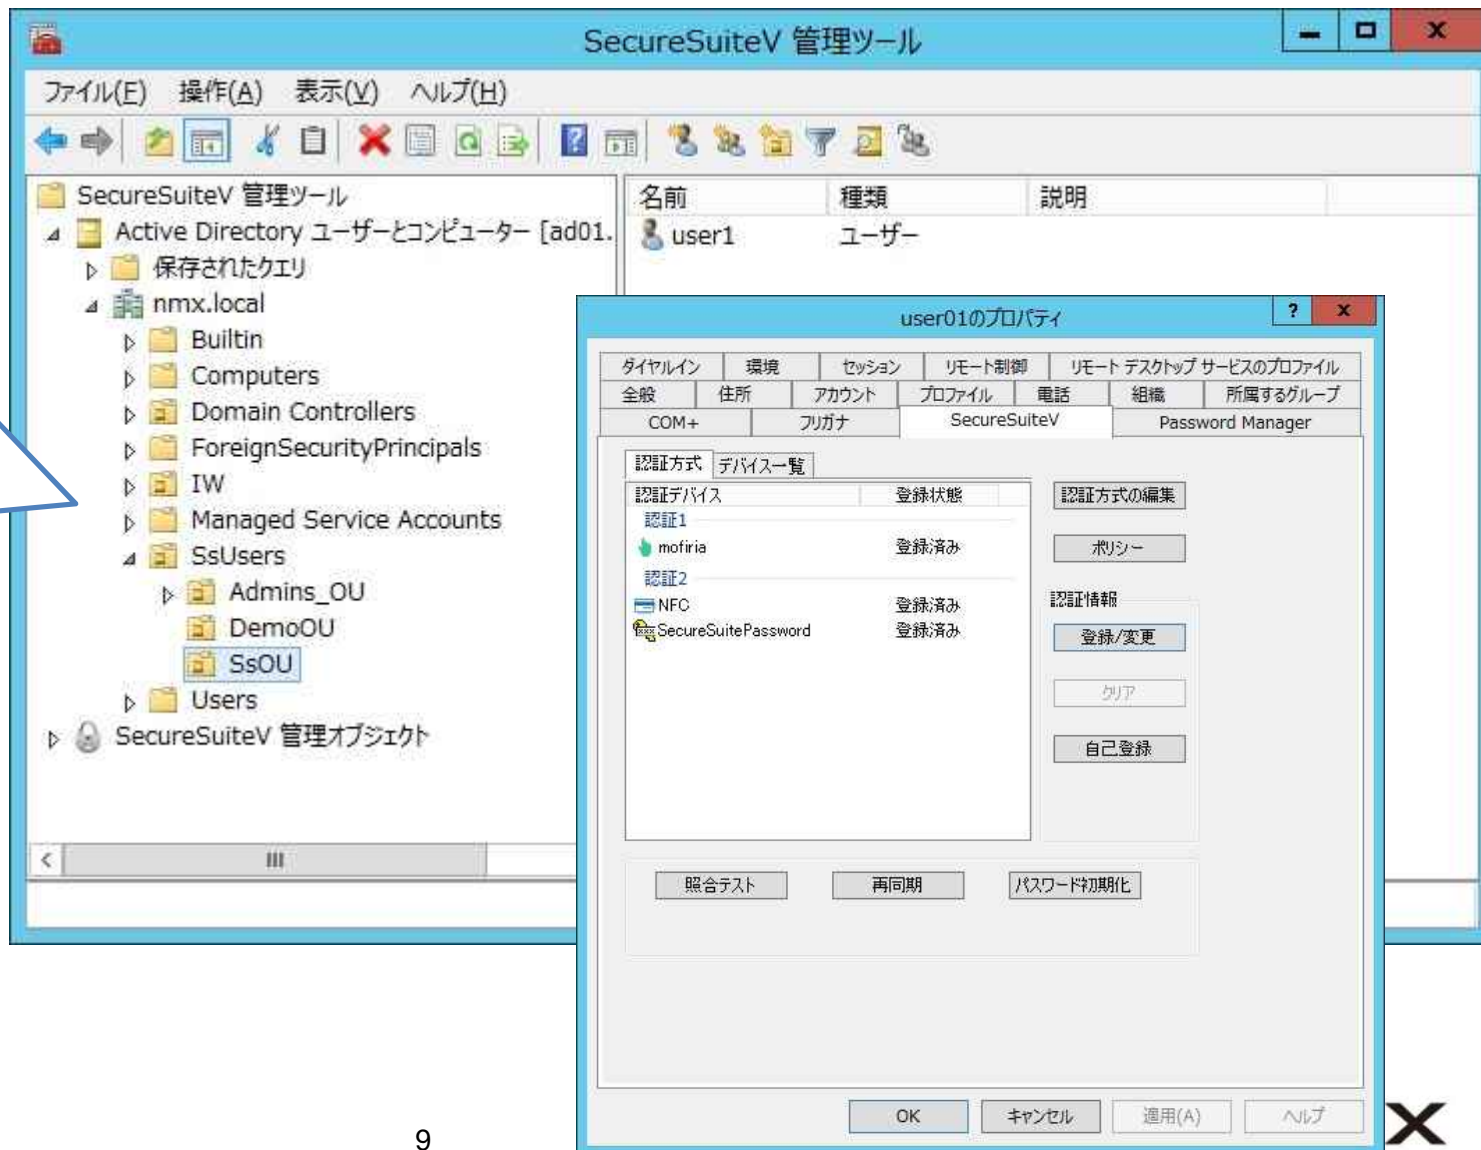 SecureSuiteV 管理ツール
ファイル(F) 操作(A) 表示(V) ヘルプ(H)
SecureSuiteV 管理ツール
Active Directory ユーザーとコンピューター [ad01.
保存されたクエリ
nmx.local
Builtin
Computers
Domain Controllers
ForeignSecurityPrincipals
IW
Managed Service Accounts
SsUsers
Admins_OU
DemoOU
SsOU
Users
SecureSuiteV 管理オブジェクト
名前 種類 説明
user1 ユーザー
user01のプロパティ
ダイヤルイン 環境 セッション リモート制御 リモート デスクトップ サービスのプロファイル
全般 住所 アカウント プロファイル 電話 組織 所属するグループ
COM+ フリガナ SecureSuiteV Password Manager
認証方式 デバイス一覧
認証デバイス 登録状態
認証1
mofiria 登録済み
認証2
NFC 登録済み
SecureSuitePassword 登録済み
認証方式の編集
ポリシー
認証情報
登録/変更
クリア
自己登録
照合テスト 再同期 パスワード初期化
OK キャンセル 適用(A) ヘルプ
9
X